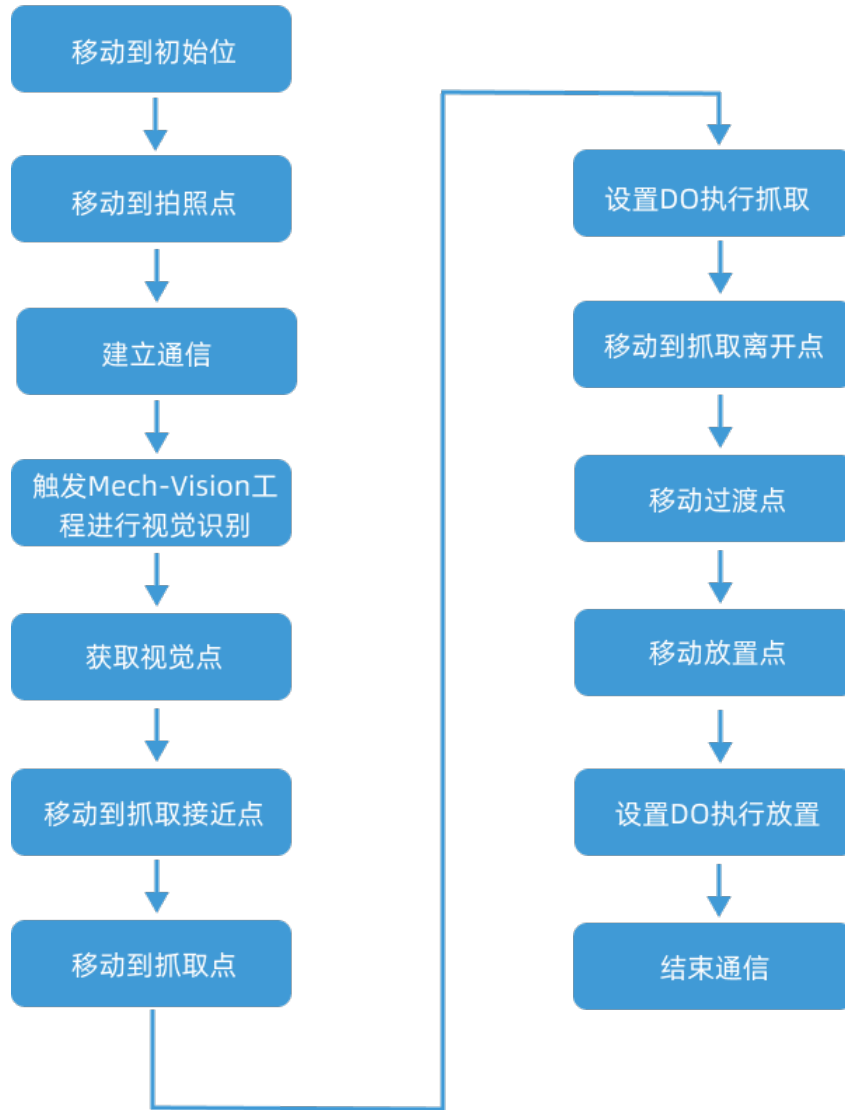 移动到初始位
移动到拍照点
建立通信
触发Mech-Vision工
程进行视觉识别
获取视觉点
移动到抓取接近点
移动到抓取点
设置DO执行抓取
移动到抓取离开点
移动过渡点
移动放置点
设置DO执行放置
结束通信